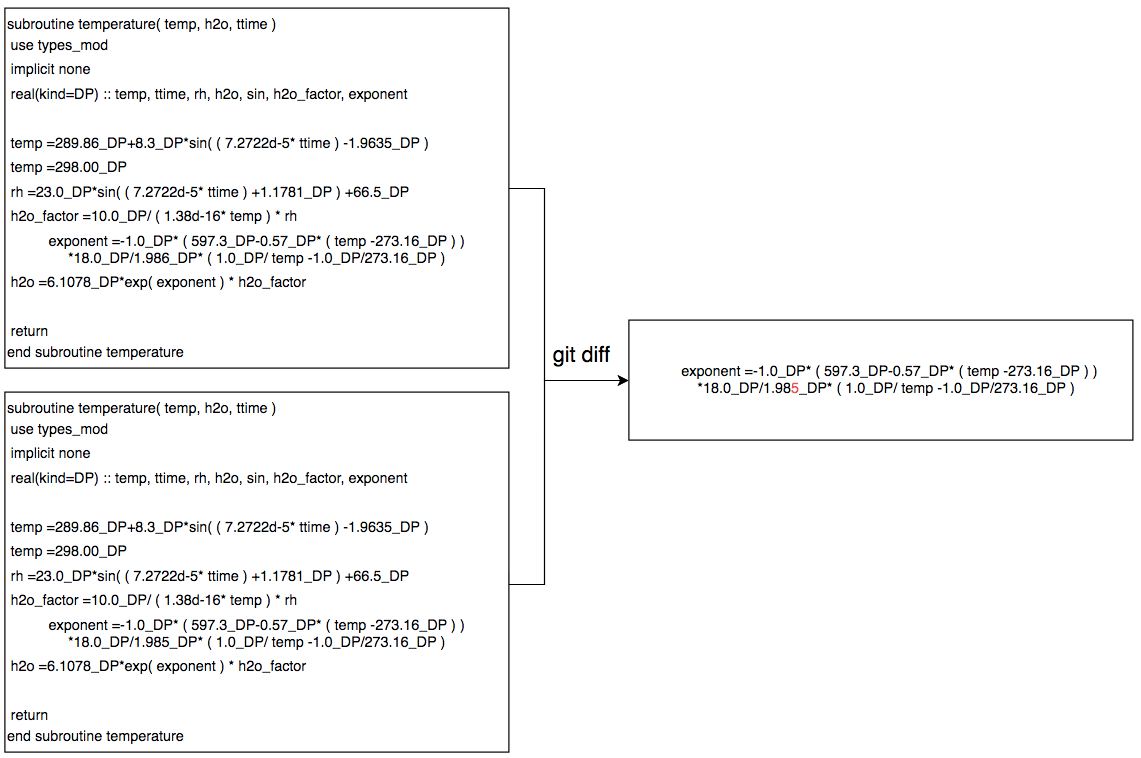 subroutine temperature( temp, h2o, ttime )
use types_mod
implicit none
real(kind=DP) :: temp, ttime, rh, h2o, sin, h2o_factor, exponent
temp =289.86_DP+8.3_DP*sin( ( 7.2722d-5* ttime ) -1.9635_DP )
temp =298.00_DP
rh =23.0_DP*sin( ( 7.2722d-5* ttime ) +1.1781_DP ) +66.5_DP
h2o_factor =10.0_DP/ ( 1.38d-16* temp ) * rh
exponent =-1.0_DP* ( 597.3_DP-0.57_DP* ( temp -273.16_DP ) )
*18.0_DP/1.986_DP* ( 1.0_DP/ temp -1.0_DP/273.16_DP )
h2o =6.1078_DP*exp( exponent ) * h2o_factor
return
end subroutine temperature
subroutine temperature( temp, h2o, ttime )
use types_mod
implicit none
real(kind=DP) :: temp, ttime, rh, h2o, sin, h2o_factor, exponent
temp =289.86_DP+8.3_DP*sin( ( 7.2722d-5* ttime ) -1.9635_DP )
temp =298.00_DP
rh =23.0_DP*sin( ( 7.2722d-5* ttime ) +1.1781_DP ) +66.5_DP
h2o_factor =10.0_DP/ ( 1.38d-16* temp ) * rh
exponent =-1.0_DP* ( 597.3_DP-0.57_DP* ( temp -273.16_DP ) )
*18.0_DP/1.985_DP* ( 1.0_DP/ temp -1.0_DP/273.16_DP )
h2o =6.1078_DP*exp( exponent ) * h2o_factor
return
end subroutine temperature
git diff
exponent =-1.0_DP* ( 597.3_DP-0.57_DP* ( temp -273.16_DP ) )
*18.0_DP/1.985_DP* ( 1.0_DP/ temp -1.0_DP/273.16_DP )